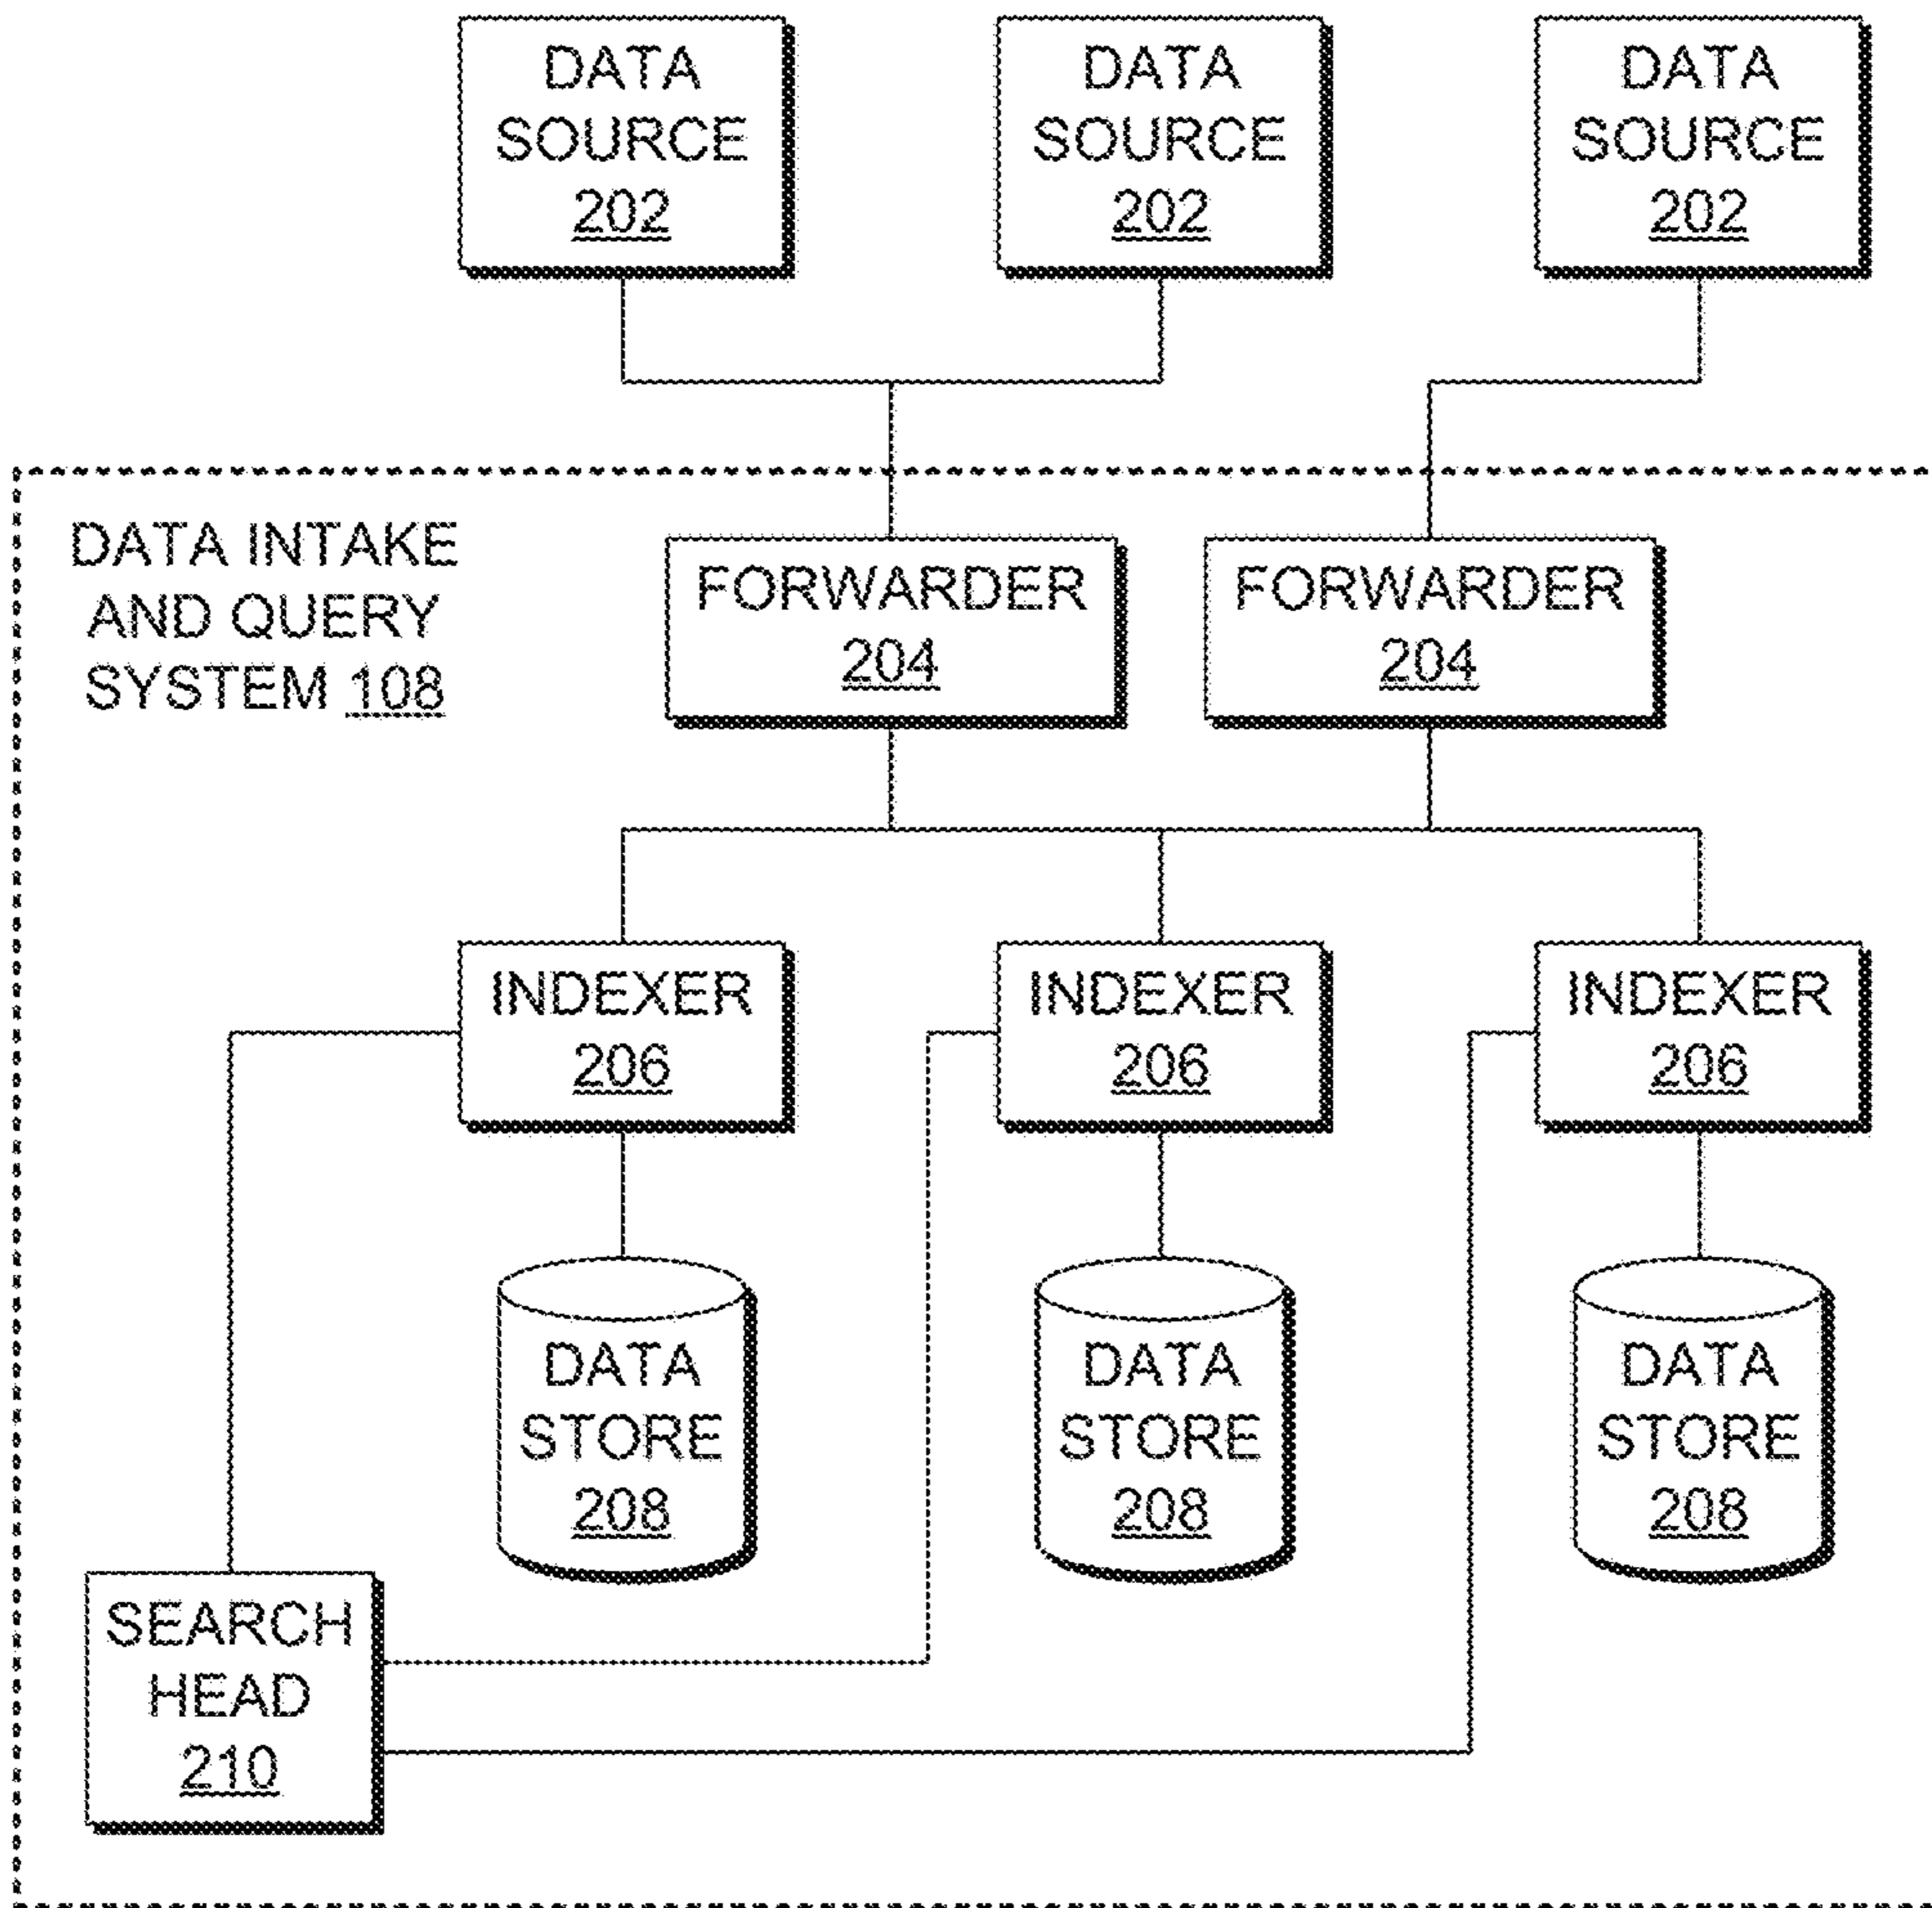 DATA
SOURCE
202
DATA
SOURCE
202
DATA
SOURCE
202
DATA INTAKE
AND QUERY
SYSTEM 108
FORWARDER
204
FORWARDER
204
INDEXER
206
INDEXER
206
INDEXER
206
DATA
STORE
208
DATA
STORE
208
DATA
STORE
208
SEARCH
HEAD
210